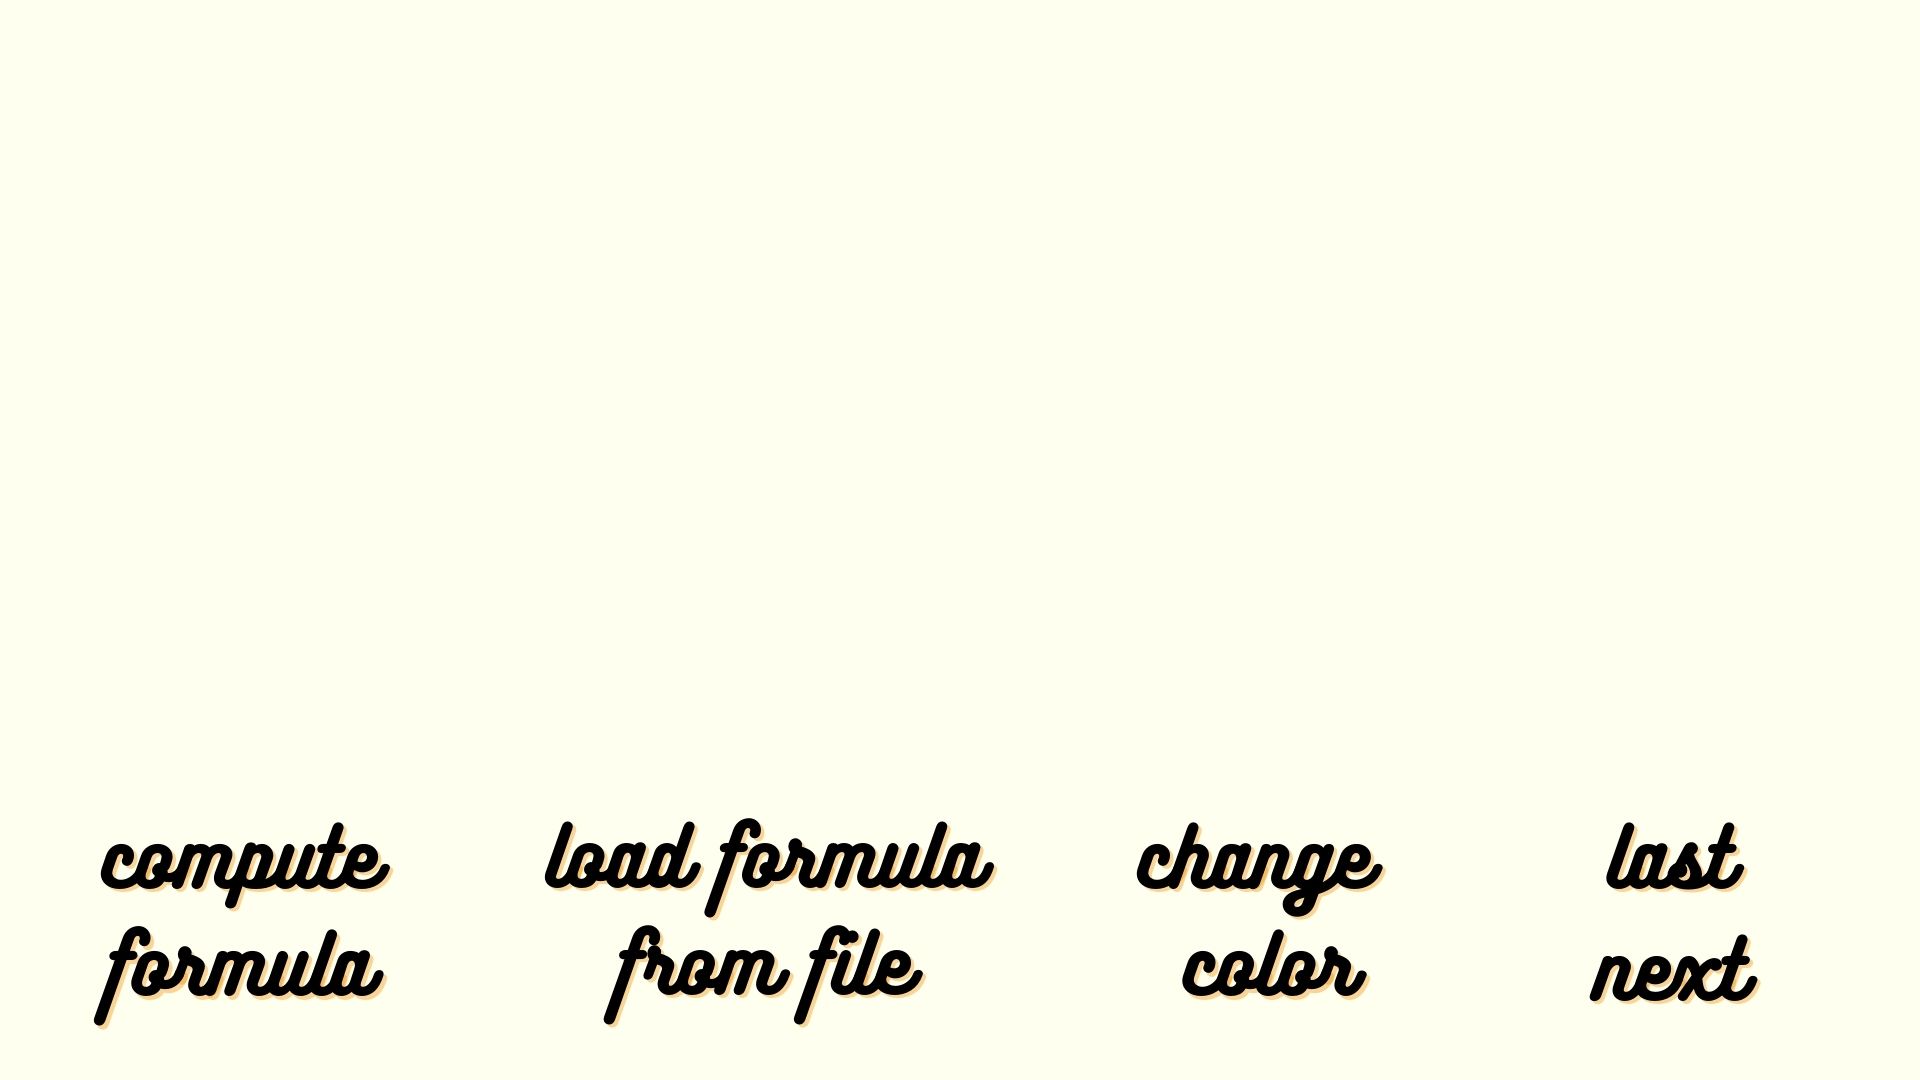 compute
formula
load formula
from file
change
color
last
next